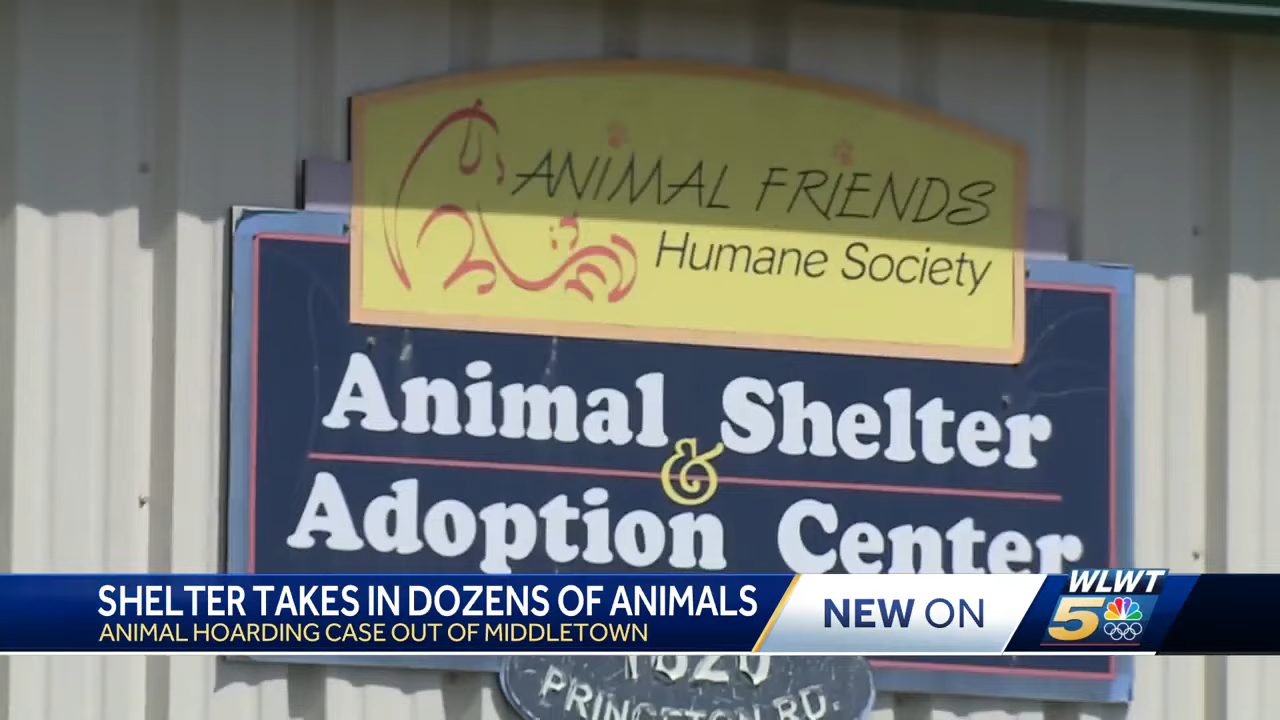 ANIMAL FRIENDS
Humane Society
Animal Shelter
&
Adoption Center
SHELTER TAKES IN DOZENS OF ANIMALS
ANIMAL HOARDING CASE OUT OF MIDDLETOWN
NEW ON
WLWT
5
1820
PRINCETON RD.